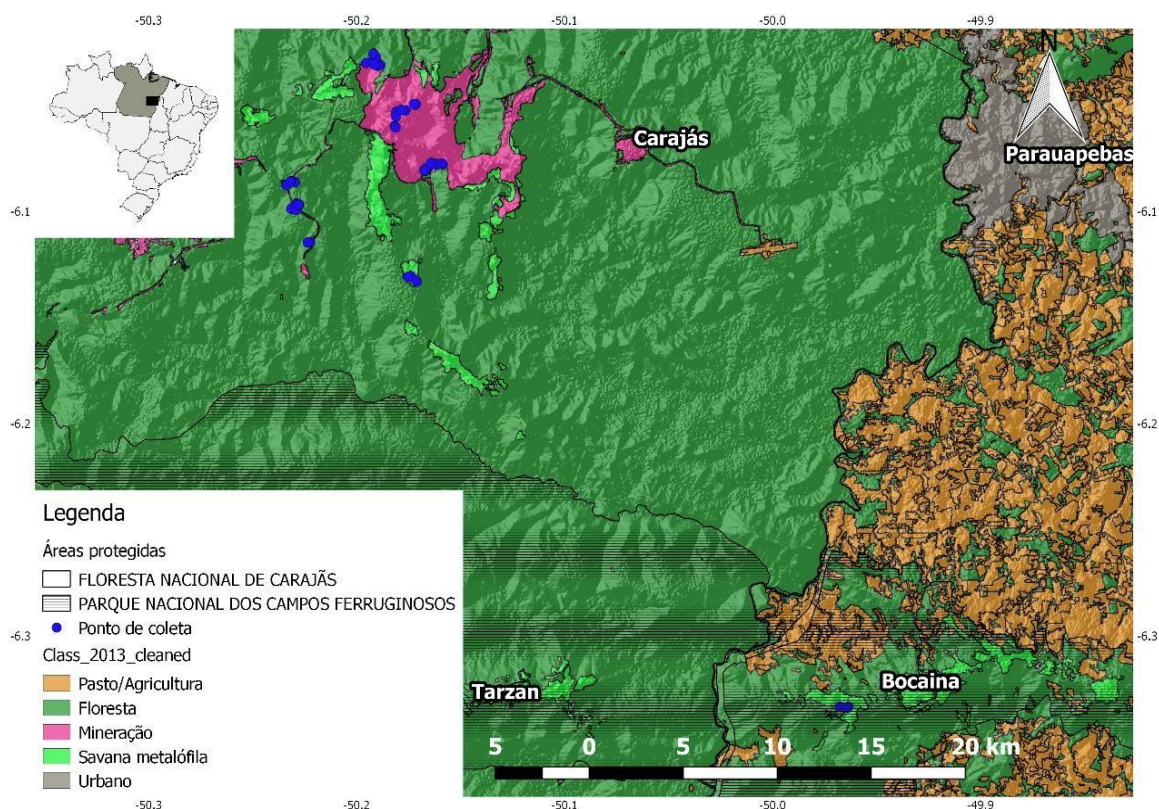 -50.3 -50.2 -50.1 -50.0 -49.9
N
Carajás
Parauapebas
-6.1 -6.1
-6.2 -6.2
Legenda
Áreas protegidas
FLORESTA NACIONAL DE CARAJÃS
PARQUE NACIONAL DOS CAMPOS FERRUGINOSOS
Ponto de coleta
-6.3 -6.3
Class_2013_cleaned
Pasto/Agricultura
Floresta
Mineração
Savana metalófila
Urbano
Tarzan
Bocaina
5 0 5 10 15 20 km
-50.3 -50.2 -50.1 -50.0 -49.9